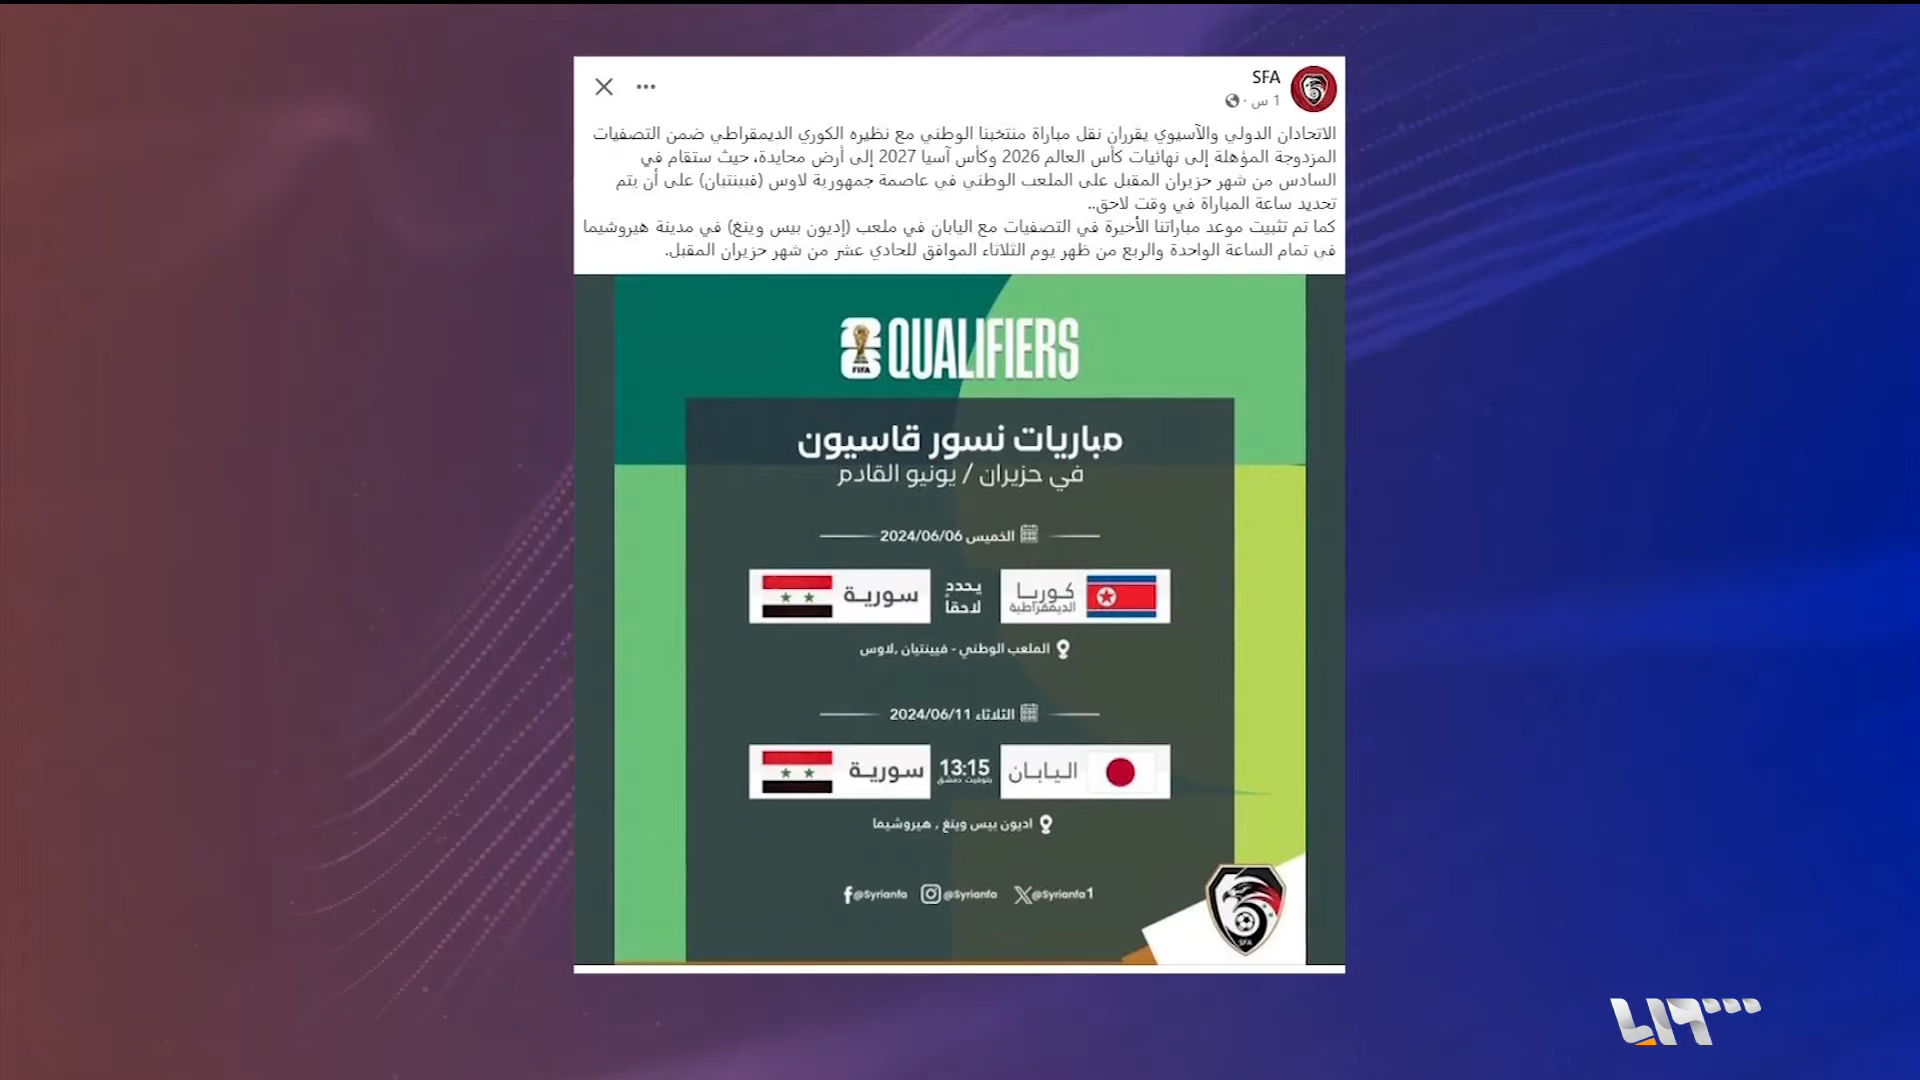 SFA
1 س
الاتحادان الدولي والآسيوي يقرران نقل مباراة منتخبنا الوطني مع نظيره الكوري الديمقراطي ضمن التصفيات
المزدوجة المؤهلة إلى نهائيات كأس العالم 2026 وكأس آسيا 2027 إلى أرض محايدة، حيث ستقام في
السادس من شهر حزيران المقبل على الملعب الوطني في عاصمة جمهورية لاوس (فيينتيان) على أن يتم
تحديد ساعة المباراة في وقت لاحق..
كما تم تثبيت موعد مباراتنا الأخيرة في التصفيات مع اليابان في ملعب (إديون بيس وينغ) في مدينة هيروشيما
في تمام الساعة الواحدة والربع من ظهر يوم الثلاثاء الموافق للحادي عشر من شهر حزيران المقبل.
FIFA QUALIFIERS
مباريات نسور قاسيون
في حزيران / يونيو القادم
الخميس 2024/06/06
كوريا
الديمقراطية
يحدد
لاحقاً
سورية
الملعب الوطني - فيينتيان ,لاوس
الثلاثاء 2024/06/11
اليابان
13:15
بتوقيت دمشق
سورية
اديون بيس وينغ , هيروشيما
@Syrianfa @Syrianfa @Syrianfa1
SFA